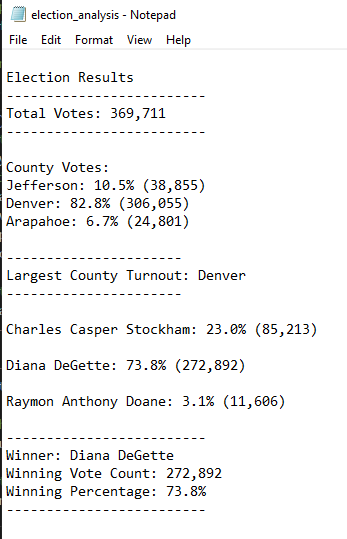 election_analysis - Notepad
File Edit Format View Help
Election Results
-------------------------
Total Votes: 369,711
-------------------------
County Votes:
Jefferson: 10.5% (38,855)
Denver: 82.8% (306,055)
Arapahoe: 6.7% (24,801)
----------------------
Largest County Turnout: Denver
----------------------
Charles Casper Stockham: 23.0% (85,213)
Diana DeGette: 73.8% (272,892)
Raymon Anthony Doane: 3.1% (11,606)
-------------------------
Winner: Diana DeGette
Winning Vote Count: 272,892
Winning Percentage: 73.8%
-------------------------